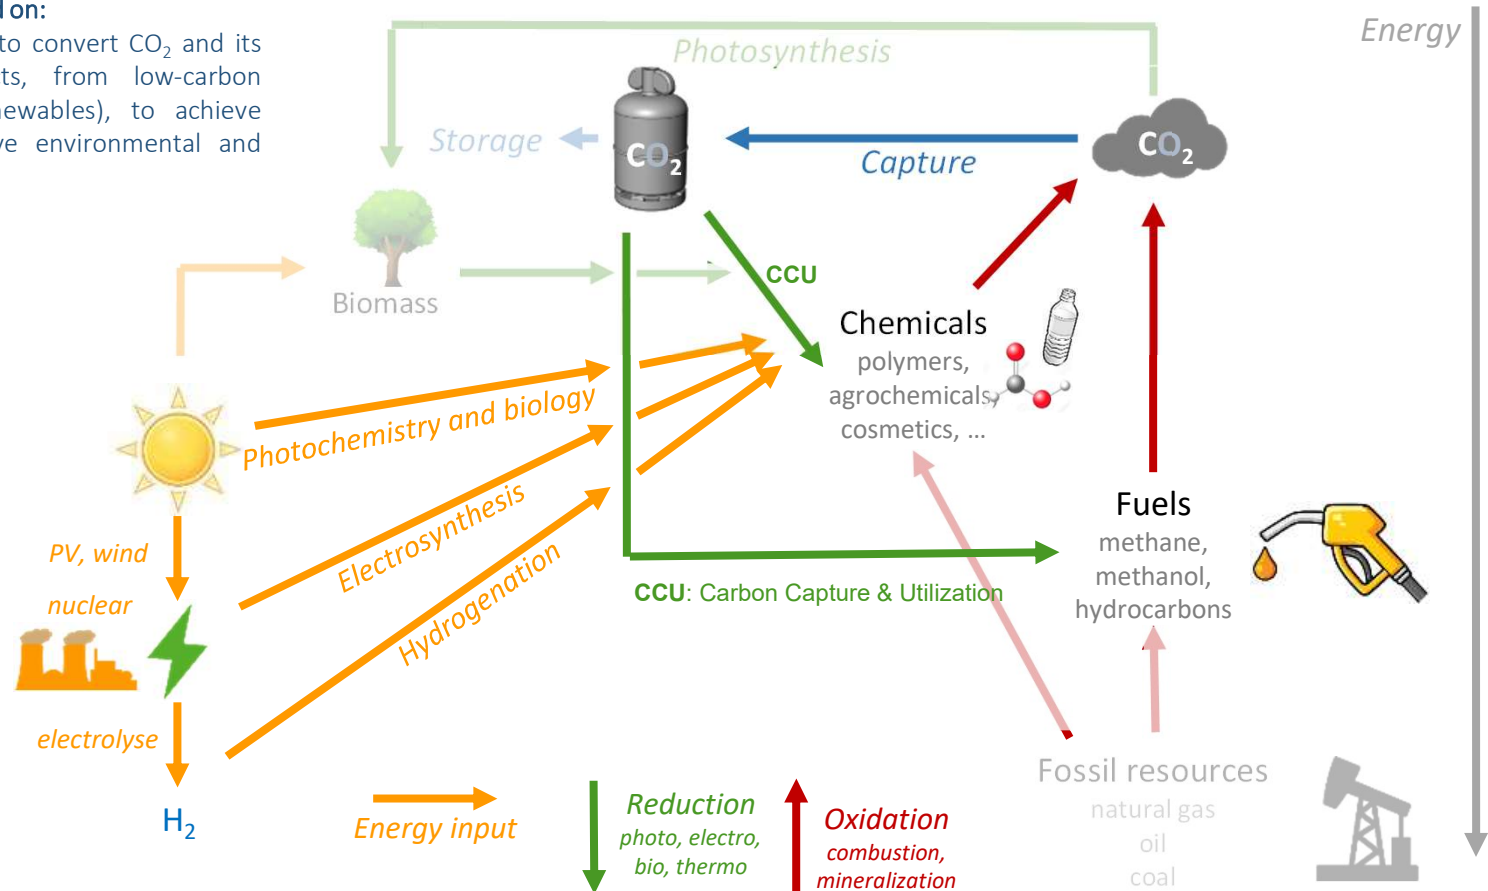 on:
to convert CO₂ and its
ts, from low-carbon
newables), to achieve
ve environmental and
Energy
Photosynthesis
Storage
CO₂
Capture
CO₂
CCU
Biomass
Chemicals
polymers,
agrochemicals,
cosmetics, ...
Photochemistry and biology
Electrosynthesis
Hydrogenation
Fuels
methane,
methanol,
hydrocarbons
PV, wind
nuclear
CCU: Carbon Capture & Utilization
electrolyse
H₂
Energy input
Reduction
photo, electro,
bio, thermo
Oxidation
combustion,
mineralization
Fossil resources
natural gas
oil
coal